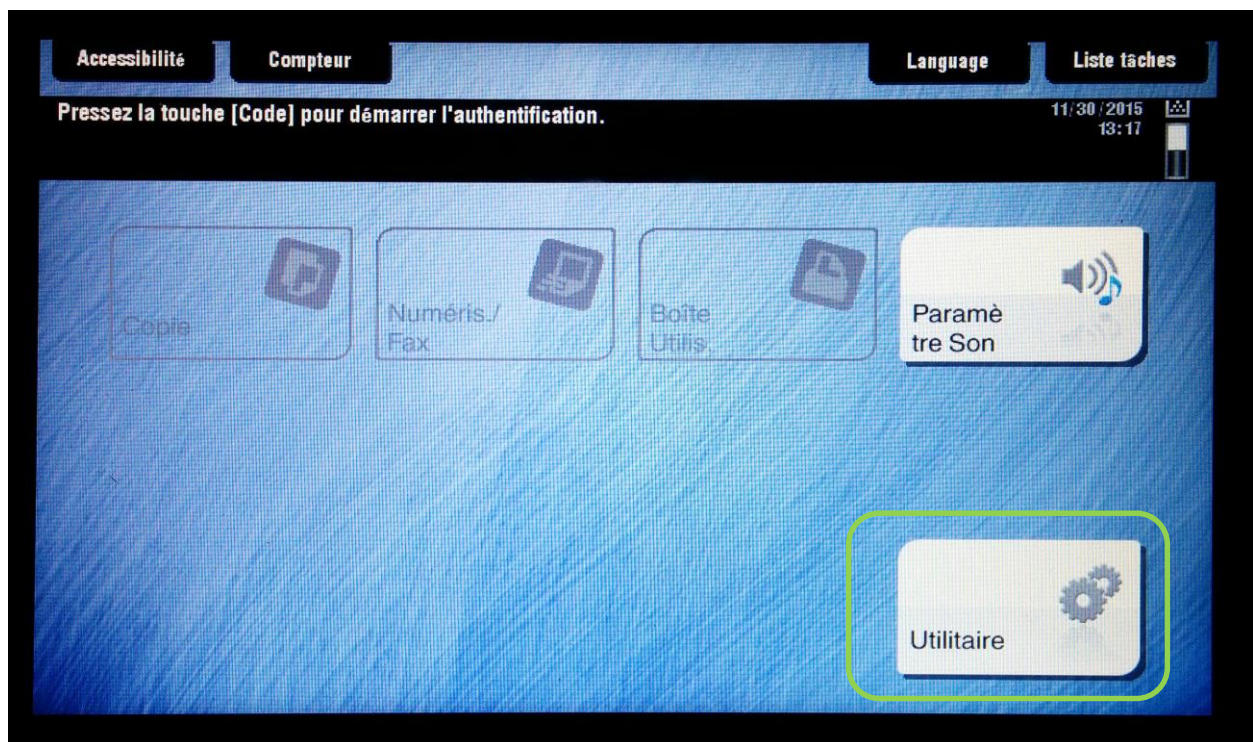 Accessibilité
Compteur
Language
Liste tâches
Pressez la touche [Code] pour démarrer l'authentification.
11/30/2015
13:17
Copie
Numéris./
Fax
Boîte
Utilis.
Paramè
tre Son
Utilitaire